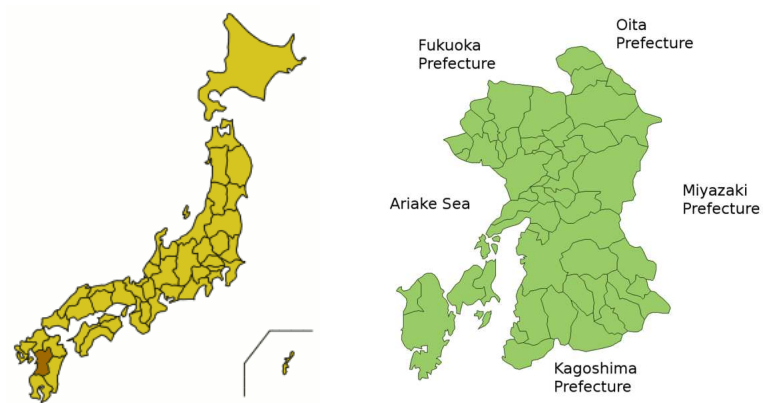 Oita
Prefecture
Fukuoka
Prefecture
Ariake Sea
Miyazaki
Prefecture
Kagoshima
Prefecture